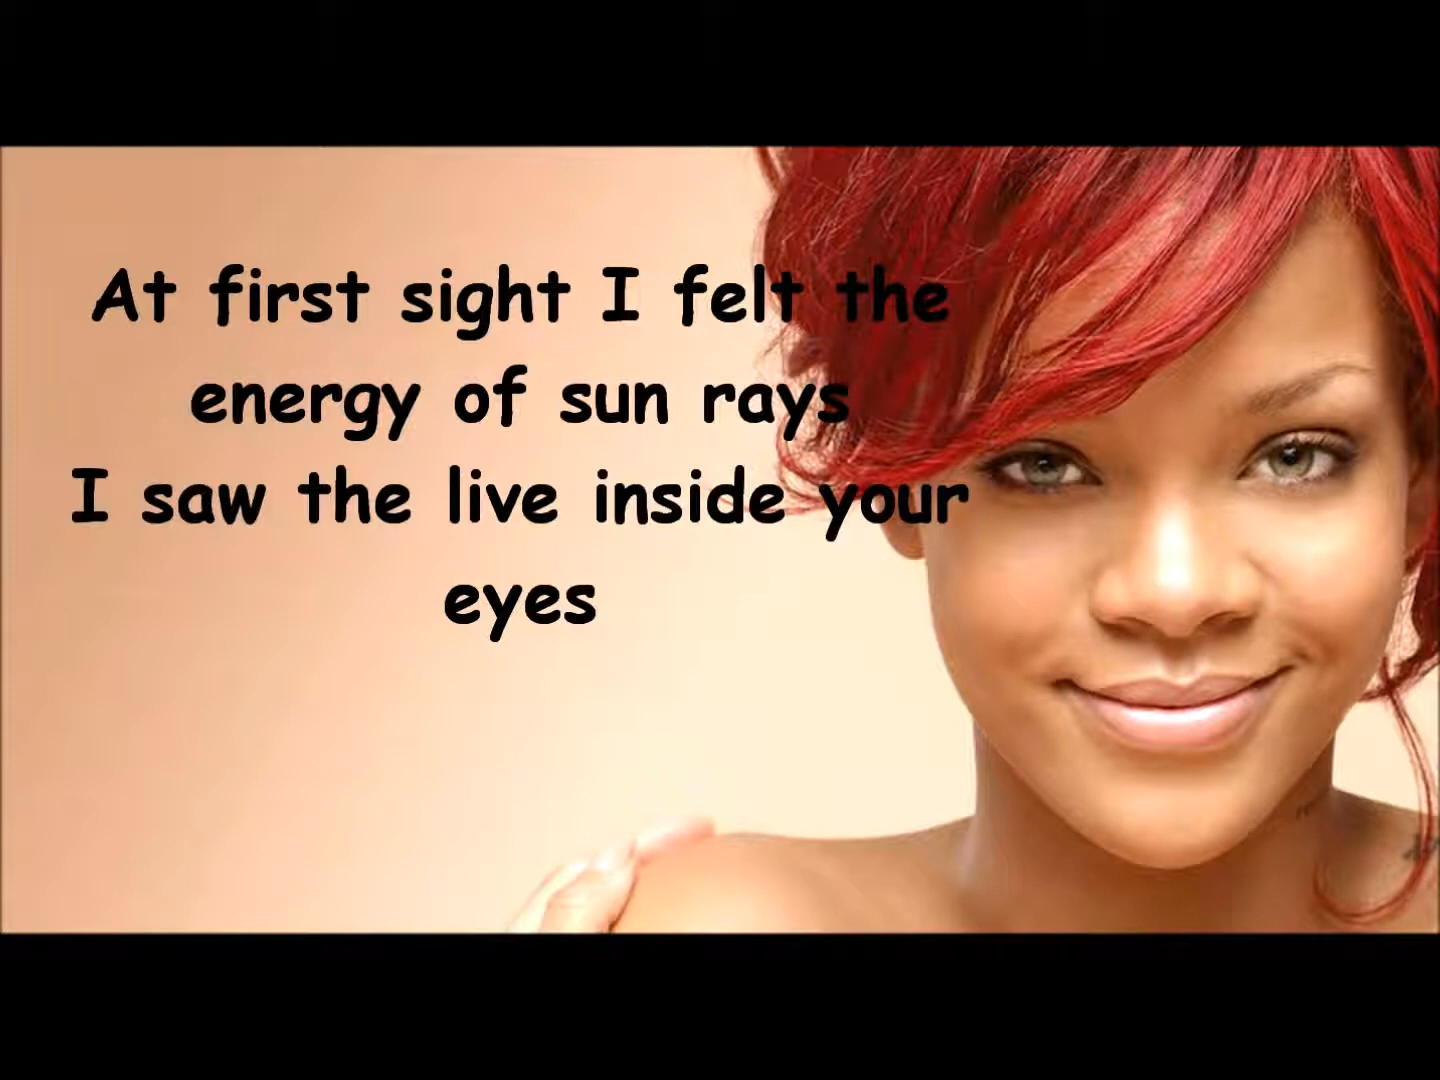 At first sight I felt the
energy of sun rays
I saw the live inside your
eyes